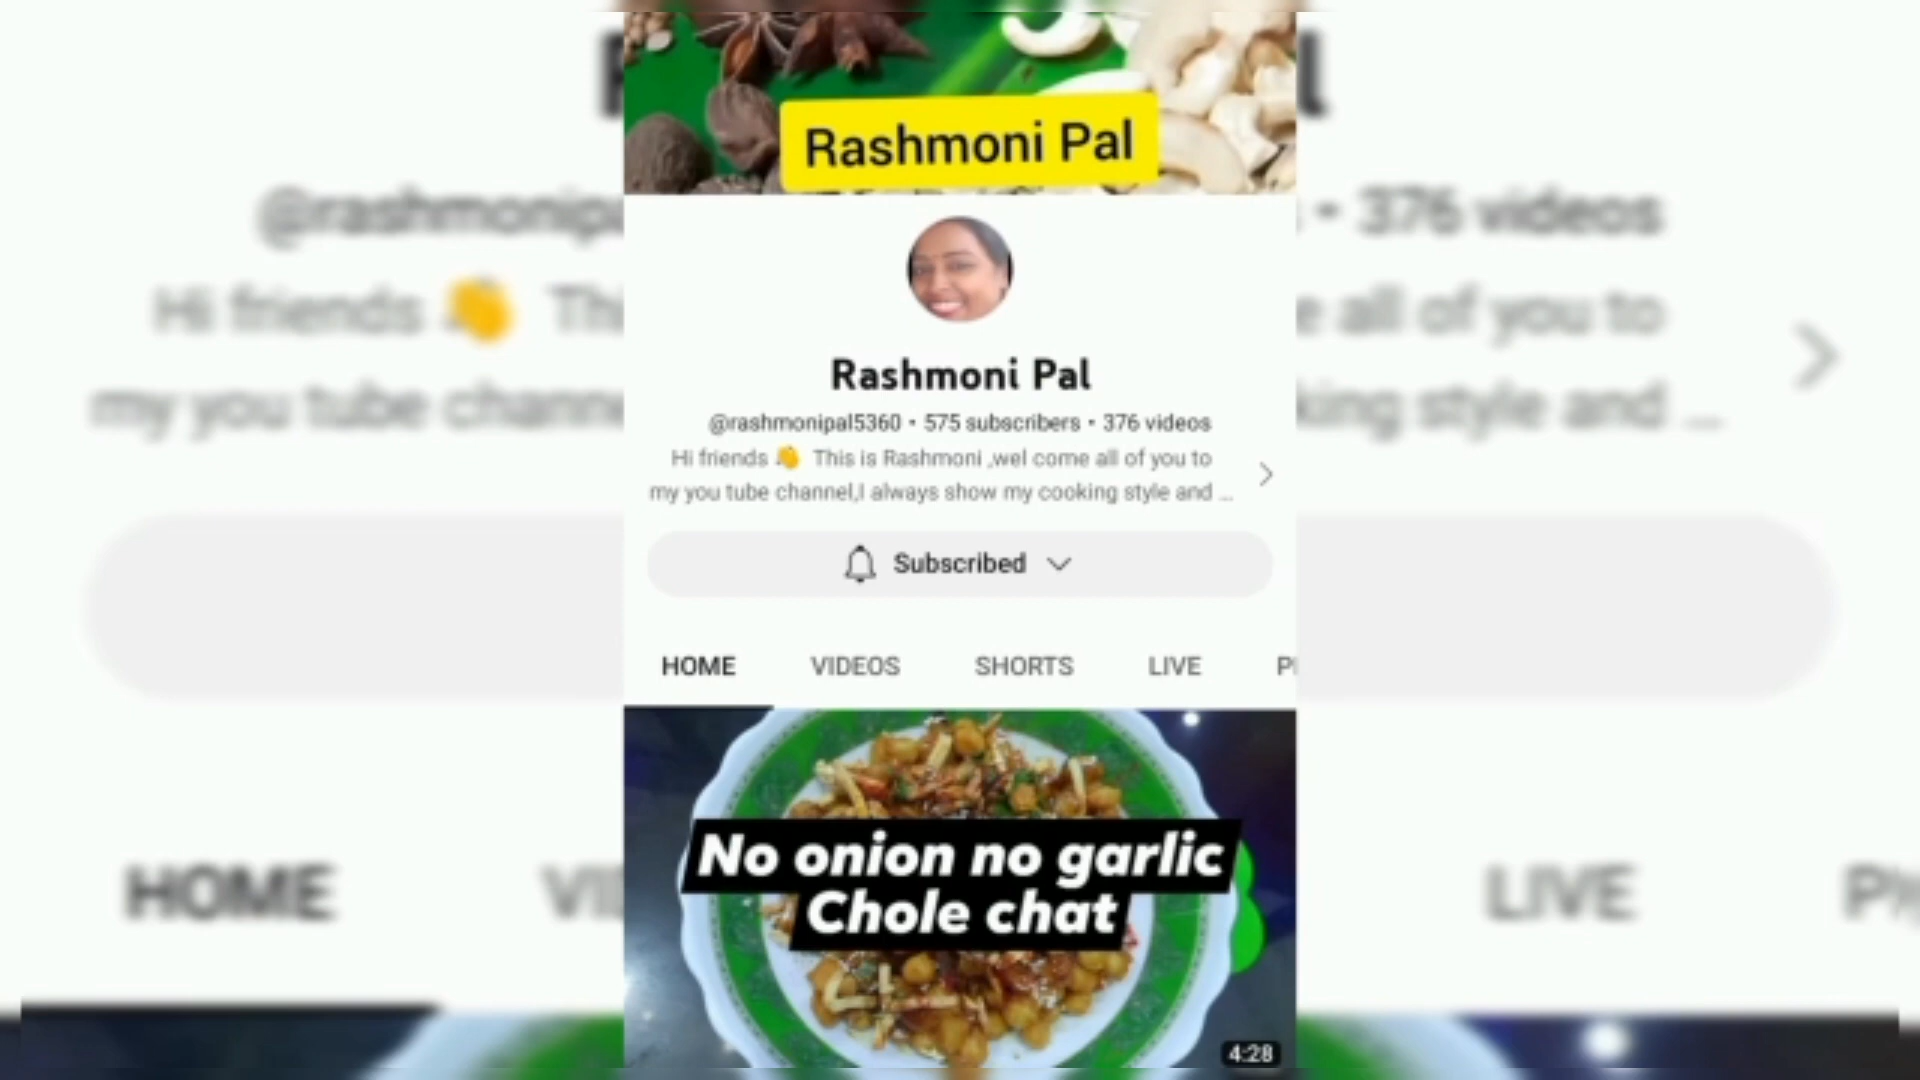 Rashmoni Pal
Rashmoni Pal
@rashmonipal5360 • 575 subscribers • 376 videos
Hi friends 👋 This is Rashmoni ,wel come all of you to
my you tube channel,I always show my cooking style and ...
Subscribed
HOME VIDEOS SHORTS LIVE
No onion no garlic
Chole chat
4:28